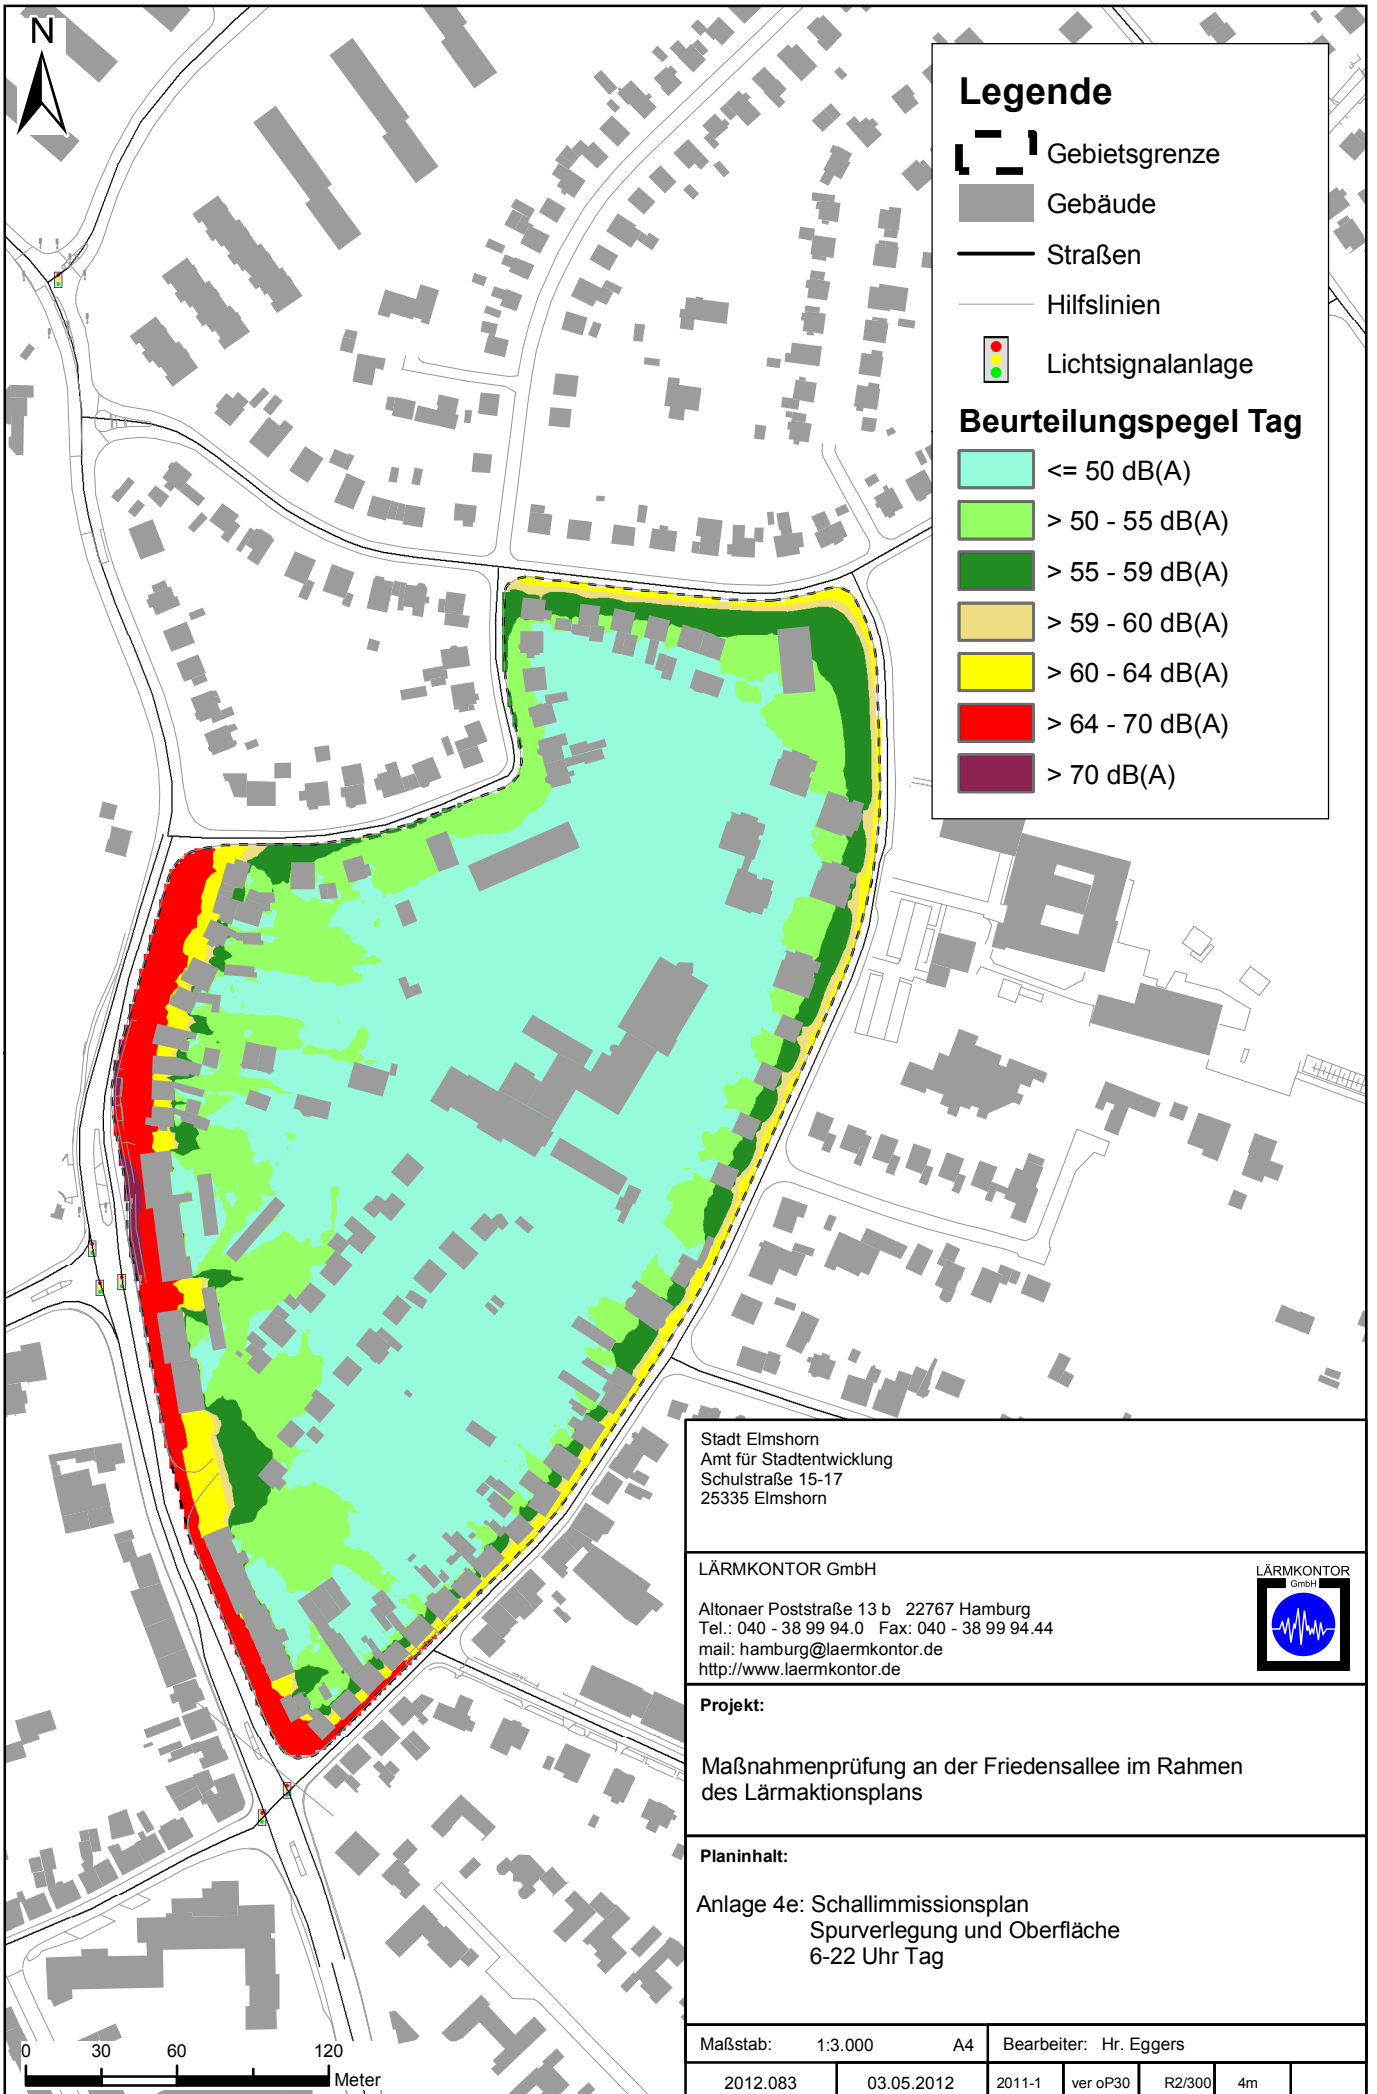 N
Legende
Gebietsgrenze
Gebäude
Straßen
Hilfslinien
Lichtsignalanlage
Beurteilungspegel Tag
<= 50 dB(A)
> 50 - 55 dB(A)
> 55 - 59 dB(A)
> 59 - 60 dB(A)
> 60 - 64 dB(A)
> 64 - 70 dB(A)
> 70 dB(A)
Stadt Elmshorn
Amt für Stadtentwicklung
Schulstraße 15-17
25335 Elmshorn
LÄRMKONTOR GmbH
Altonaer Poststraße 13 b 22767 Hamburg
Tel.: 040 - 38 99 94.0 Fax: 040 - 38 99 94.44
mail: hamburg@laermkontor.de
http://www.laermkontor.de
LÄRMKONTOR
GmbH
Projekt:
Maßnahmenprüfung an der Friedensallee im Rahmen
des Lärmaktionsplans
Planinhalt:
Anlage 4e: Schallimmissionsplan
Spurverlegung und Oberfläche
6-22 Uhr Tag
Maßstab: 1:3.000 A4 Bearbeiter: Hr. Eggers
2012.083 03.05.2012 2011-1 ver oP30 R2/300 4m
0 30 60 120
Meter